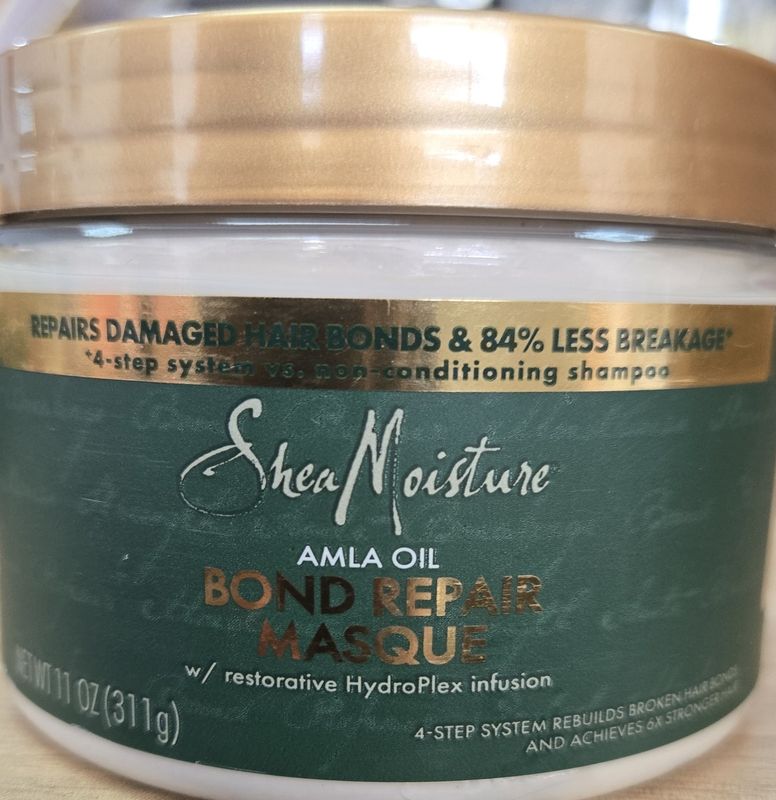 REPAIRS DAMAGED HAIR BONDS & 84% LESS BREAKAGE*
*4-step system vs. non-conditioning shampoo
SheaMoisture
AMLA OIL
BOND REPAIR
MASQUE
w/ restorative HydroPlex infusion
NET WT 11 OZ (311g)
4-STEP SYSTEM REBUILDS BROKEN HAIR BONDS
AND ACHIEVES 6X STRONGER HAIR